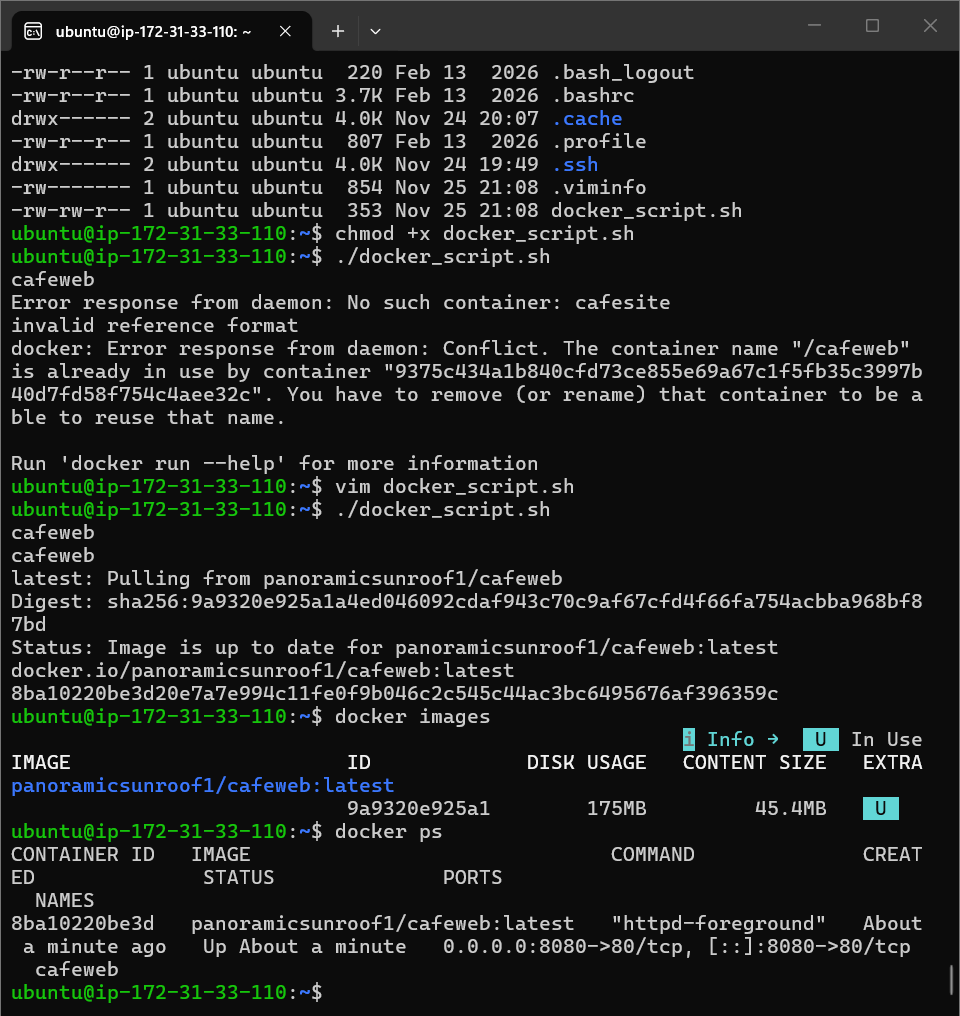 ubuntu@ip-172-31-33-110: ~
-rw-r--r-- 1 ubuntu ubuntu  220 Feb 13  2026 .bash_logout
-rw-r--r-- 1 ubuntu ubuntu 3.7K Feb 13  2026 .bashrc
drwx------ 2 ubuntu ubuntu 4.0K Nov 24 20:07 .cache
-rw-r--r-- 1 ubuntu ubuntu  807 Feb 13  2026 .profile
drwx------ 2 ubuntu ubuntu 4.0K Nov 24 19:49 .ssh
-rw------- 1 ubuntu ubuntu  854 Nov 25 21:08 .viminfo
-rw-rw-r-- 1 ubuntu ubuntu  353 Nov 25 21:08 docker_script.sh
ubuntu@ip-172-31-33-110:~$ chmod +x docker_script.sh
ubuntu@ip-172-31-33-110:~$ ./docker_script.sh
cafeweb
Error response from daemon: No such container: cafesite
invalid reference format
docker: Error response from daemon: Conflict. The container name "/cafeweb"
is already in use by container "9375c434a1b840cfd73ce855e69a67c1f5fb35c3997b
40d7fd58f754c4aee32c". You have to remove (or rename) that container to be a
ble to reuse that name.

Run 'docker run --help' for more information
ubuntu@ip-172-31-33-110:~$ vim docker_script.sh
ubuntu@ip-172-31-33-110:~$ ./docker_script.sh
cafeweb
cafeweb
latest: Pulling from panoramicsunroof1/cafeweb
Digest: sha256:9a9320e925a1a4ed046092cdaf943c70c9af67cfd4f66fa754acbba968bf8
7bd
Status: Image is up to date for panoramicsunroof1/cafeweb:latest
docker.io/panoramicsunroof1/cafeweb:latest
8ba10220be3d20e7a7e994c11fe0f9b046c2c545c44ac3bc6495676af396359c
ubuntu@ip-172-31-33-110:~$ docker images
i Info →   U  In Use
IMAGE                       ID             DISK USAGE   CONTENT SIZE   EXTRA
panoramicsunroof1/cafeweb:latest
                            9a9320e925a1        175MB         45.4MB    U
ubuntu@ip-172-31-33-110:~$ docker ps
CONTAINER ID   IMAGE                              COMMAND              CREAT
ED              STATUS              PORTS
  NAMES
8ba10220be3d   panoramicsunroof1/cafeweb:latest   "httpd-foreground"   About
 a minute ago   Up About a minute   0.0.0.0:8080->80/tcp, [::]:8080->80/tcp
  cafeweb
ubuntu@ip-172-31-33-110:~$